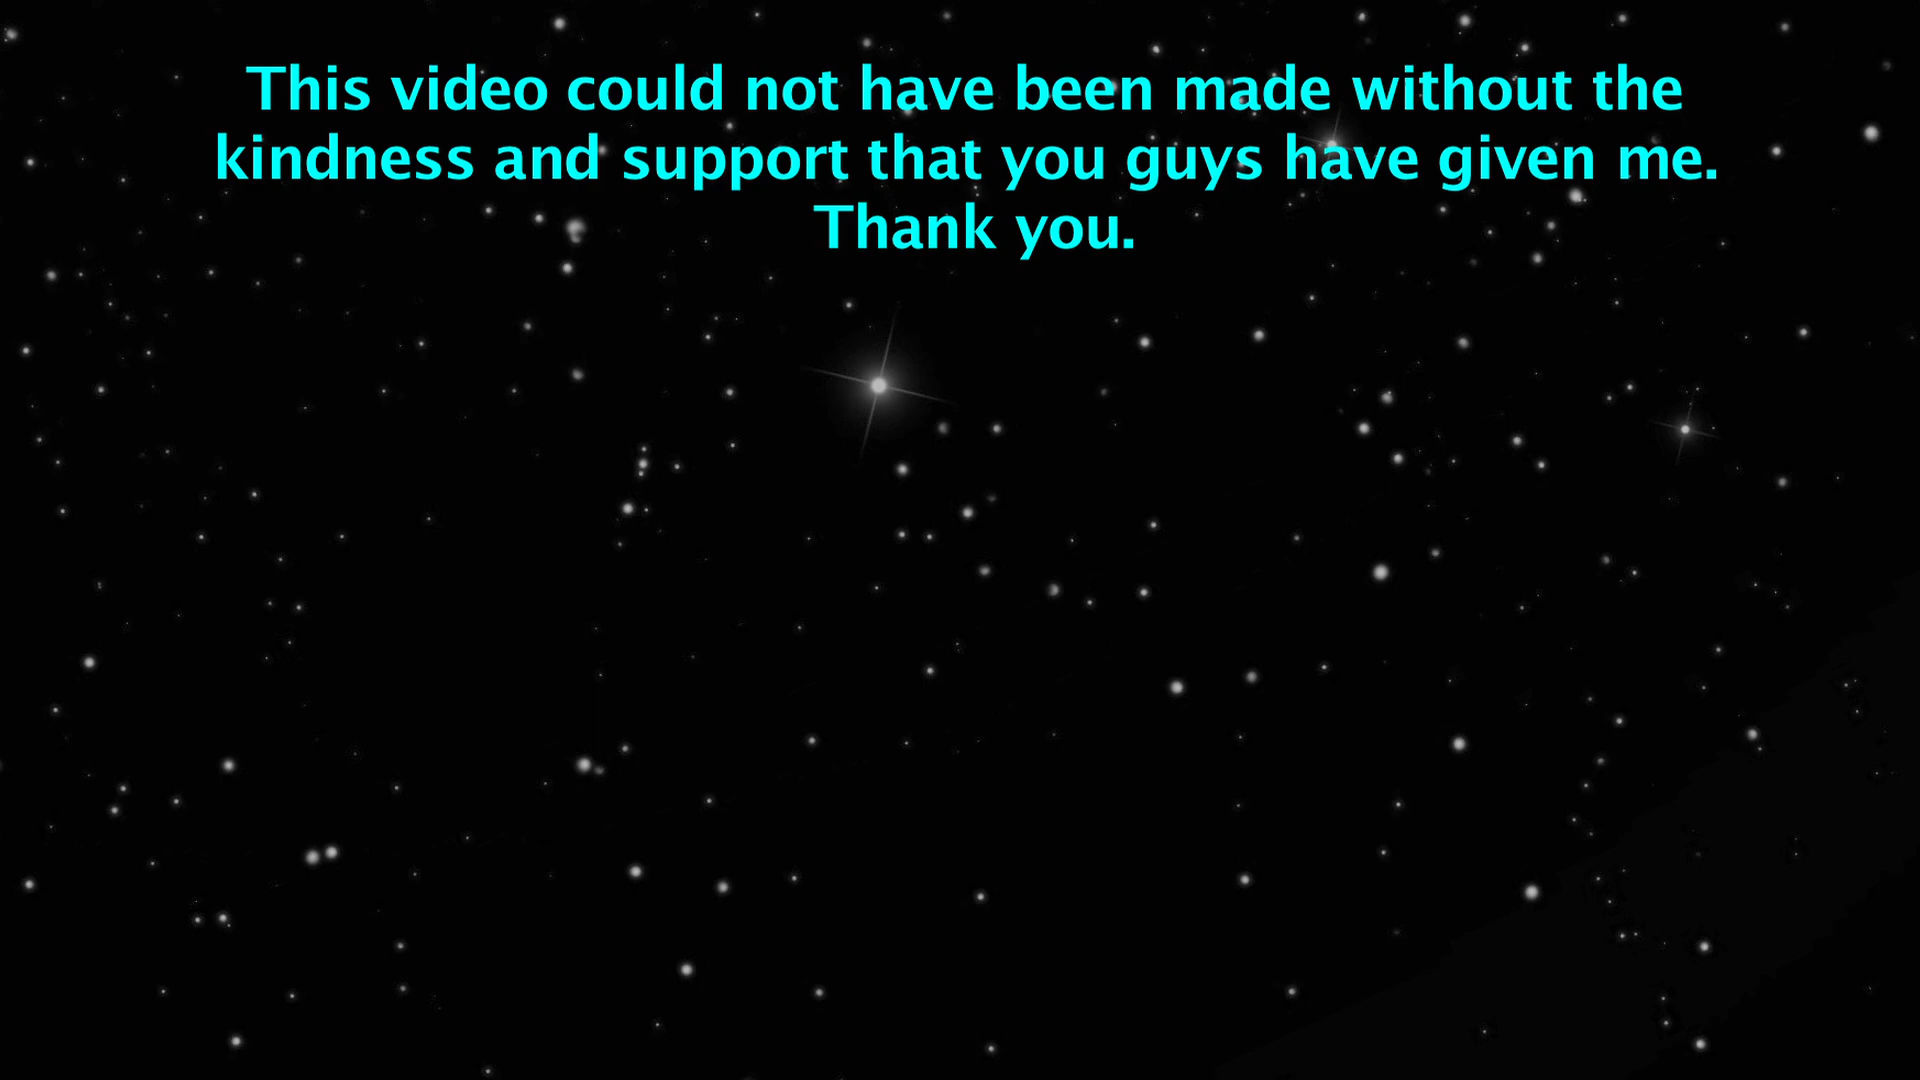 This video could not have been made without the
kindness and support that you guys have given me.
Thank you.